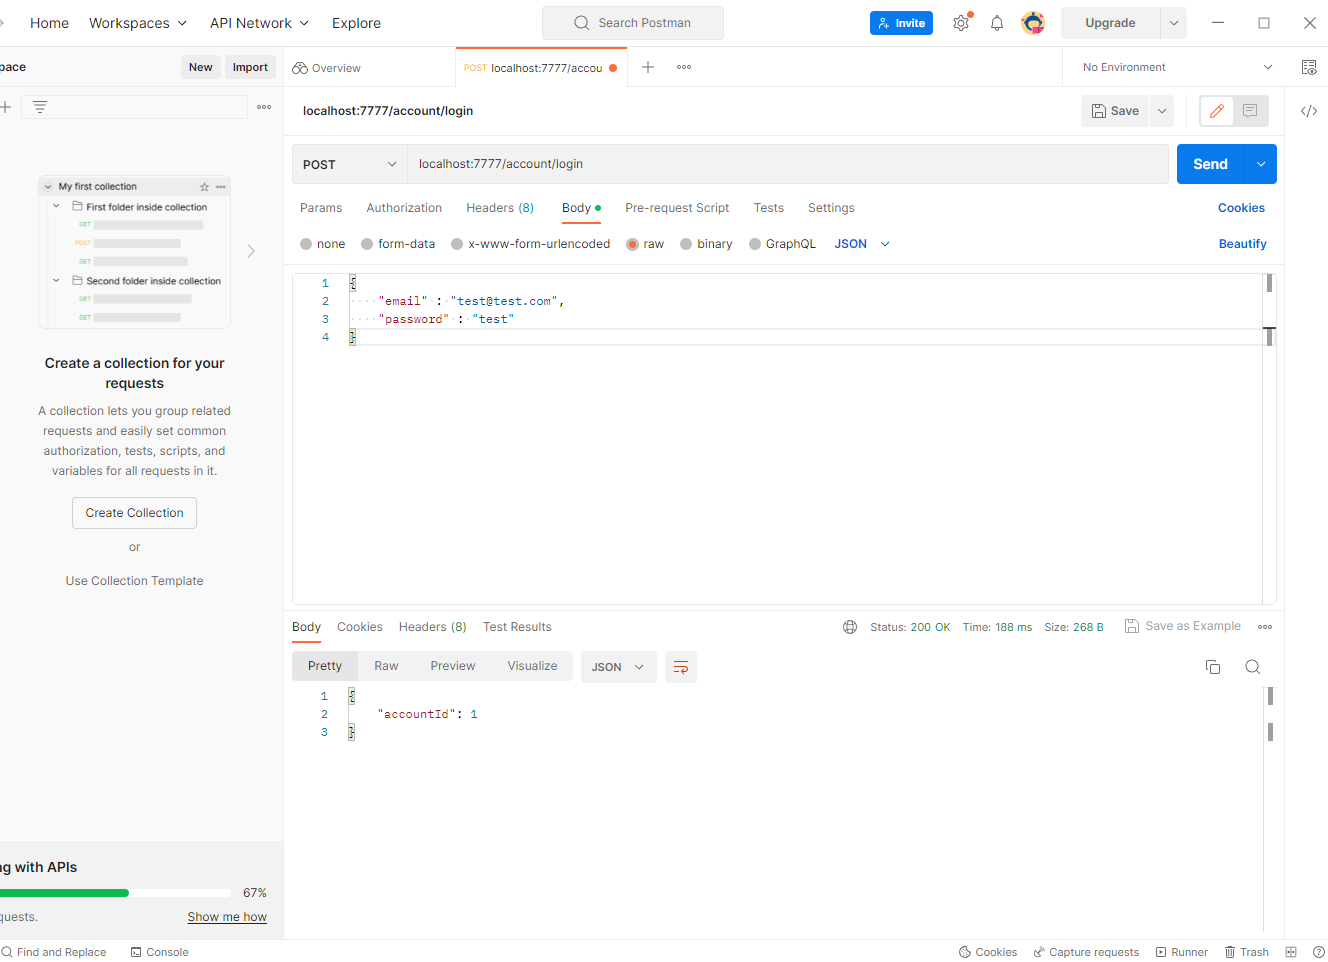 Home Workspaces API Network Explore Search Postman Invite Upgrade
pace New Import Overview POST localhost:7777/accou No Environment
localhost:7777/account/login Save
POST localhost:7777/account/login Send
Params Authorization Headers (8) Body Pre-request Script Tests Settings Cookies
none form-data x-www-form-urlencoded raw binary GraphQL JSON Beautify
1 {
2 "email" : "test@test.com",
3 "password" : "test"
4 }
My first collection
First folder inside collection
GET
POST
GET
Second folder inside collection
GET
GET
Create a collection for your
requests
A collection lets you group related
requests and easily set common
authorization, tests, scripts, and
variables for all requests in it.
Create Collection
or
Use Collection Template
Body Cookies Headers (8) Test Results Status: 200 OK Time: 188 ms Size: 268 B Save as Example
Pretty Raw Preview Visualize JSON
1 {
2 "accountId": 1
3 }
ng with APIs
67%
quests. Show me how
Find and Replace Console Cookies Capture requests Runner Trash